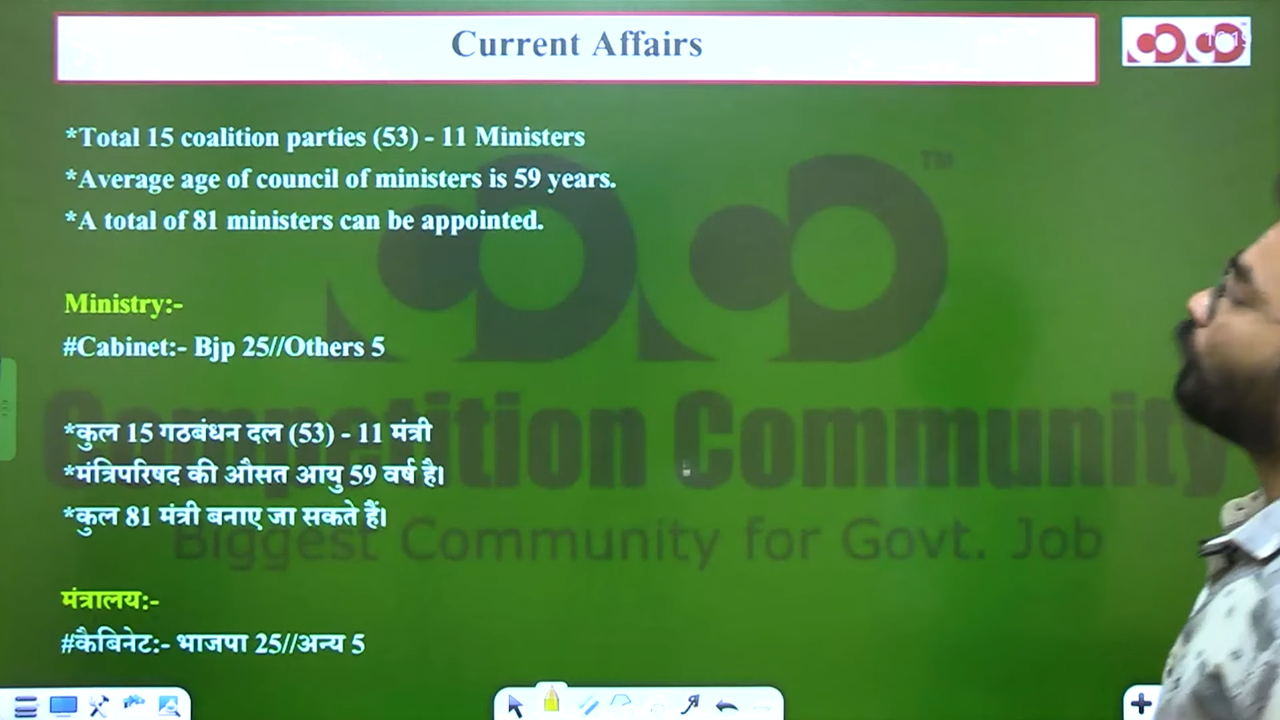 Current Affairs
*Total 15 coalition parties (53) - 11 Ministers
*Average age of council of ministers is 59 years.
*A total of 81 ministers can be appointed.
Ministry:-
#Cabinet:- Bjp 25//Others 5
*कुल 15 गठबंधन दल (53) - 11 मंत्री
*मंत्रिपरिषद की औसत आयु 59 वर्ष है।
*कुल 81 मंत्री बनाए जा सकते हैं।
मंत्रालय:-
#कैबिनेट:- भाजपा 25//अन्य 5
TM
Competition Community
Biggest Community for Govt. Job